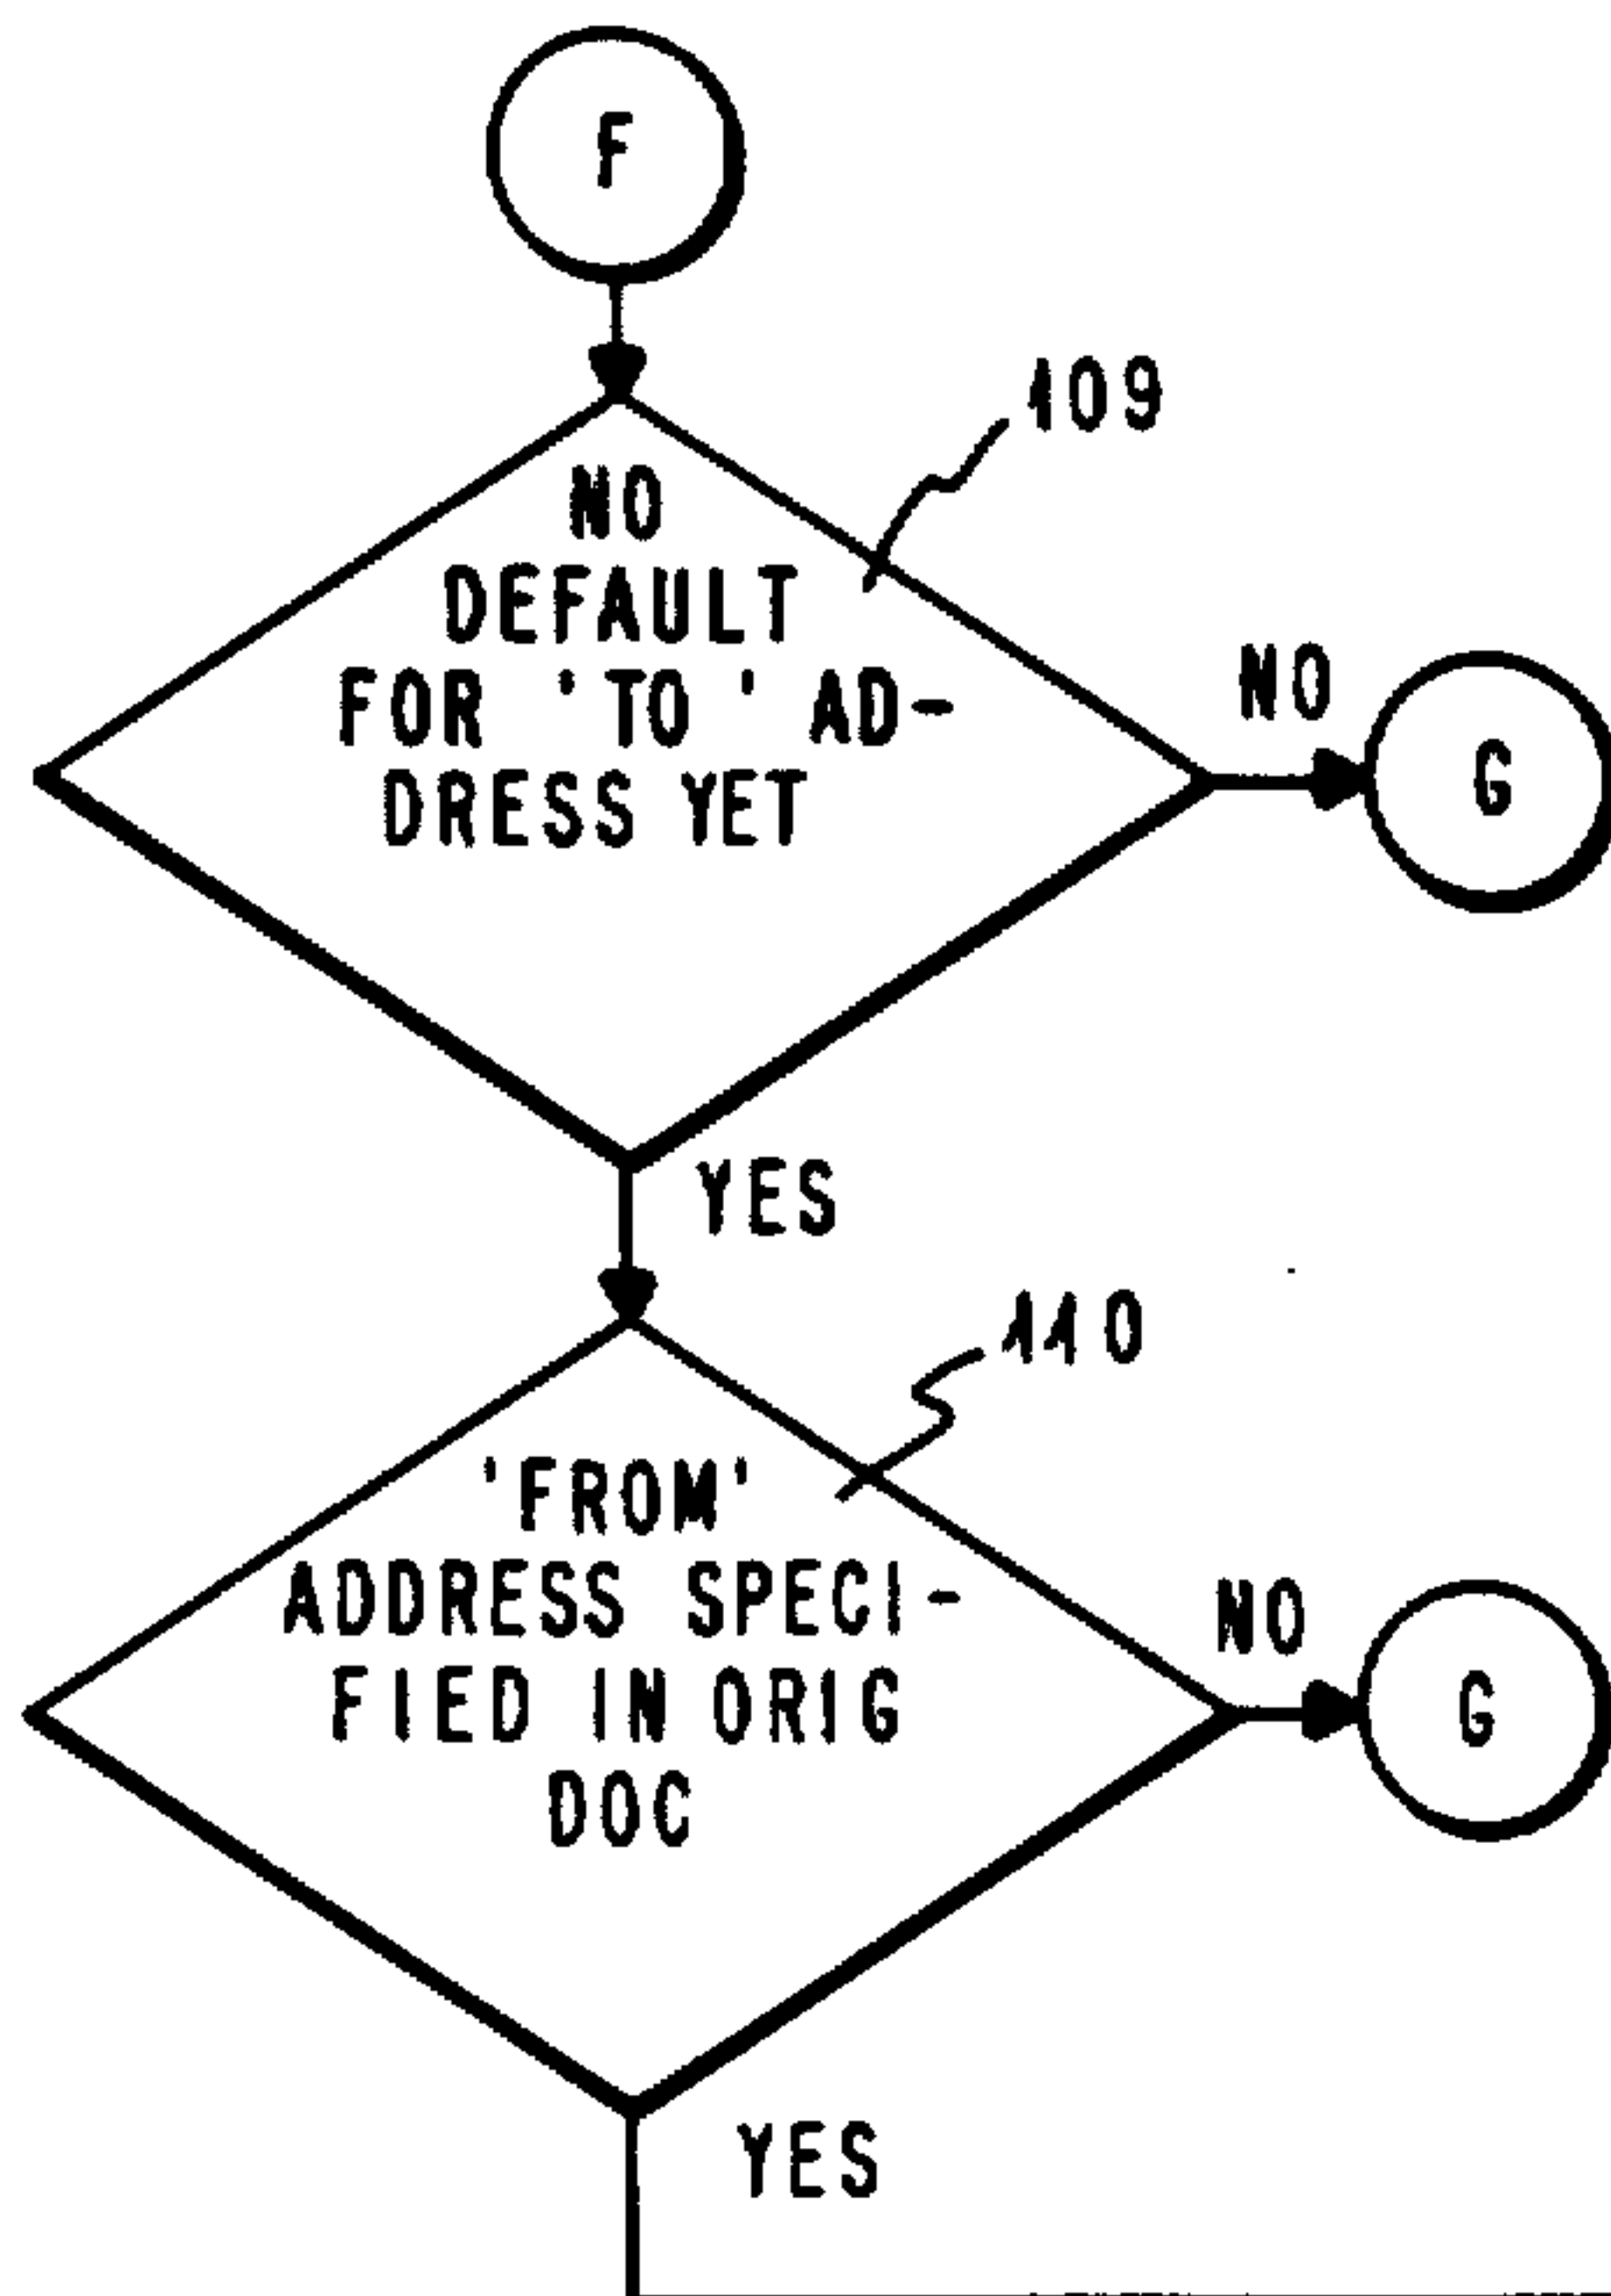 F
109
NO
DEFAULT
FOR 'TO' AD-
DRESS YET
NO
G
YES
110
'FROM'
ADDRESS SPECI-
FIED IN ORIG
DOC
NO
G
YES